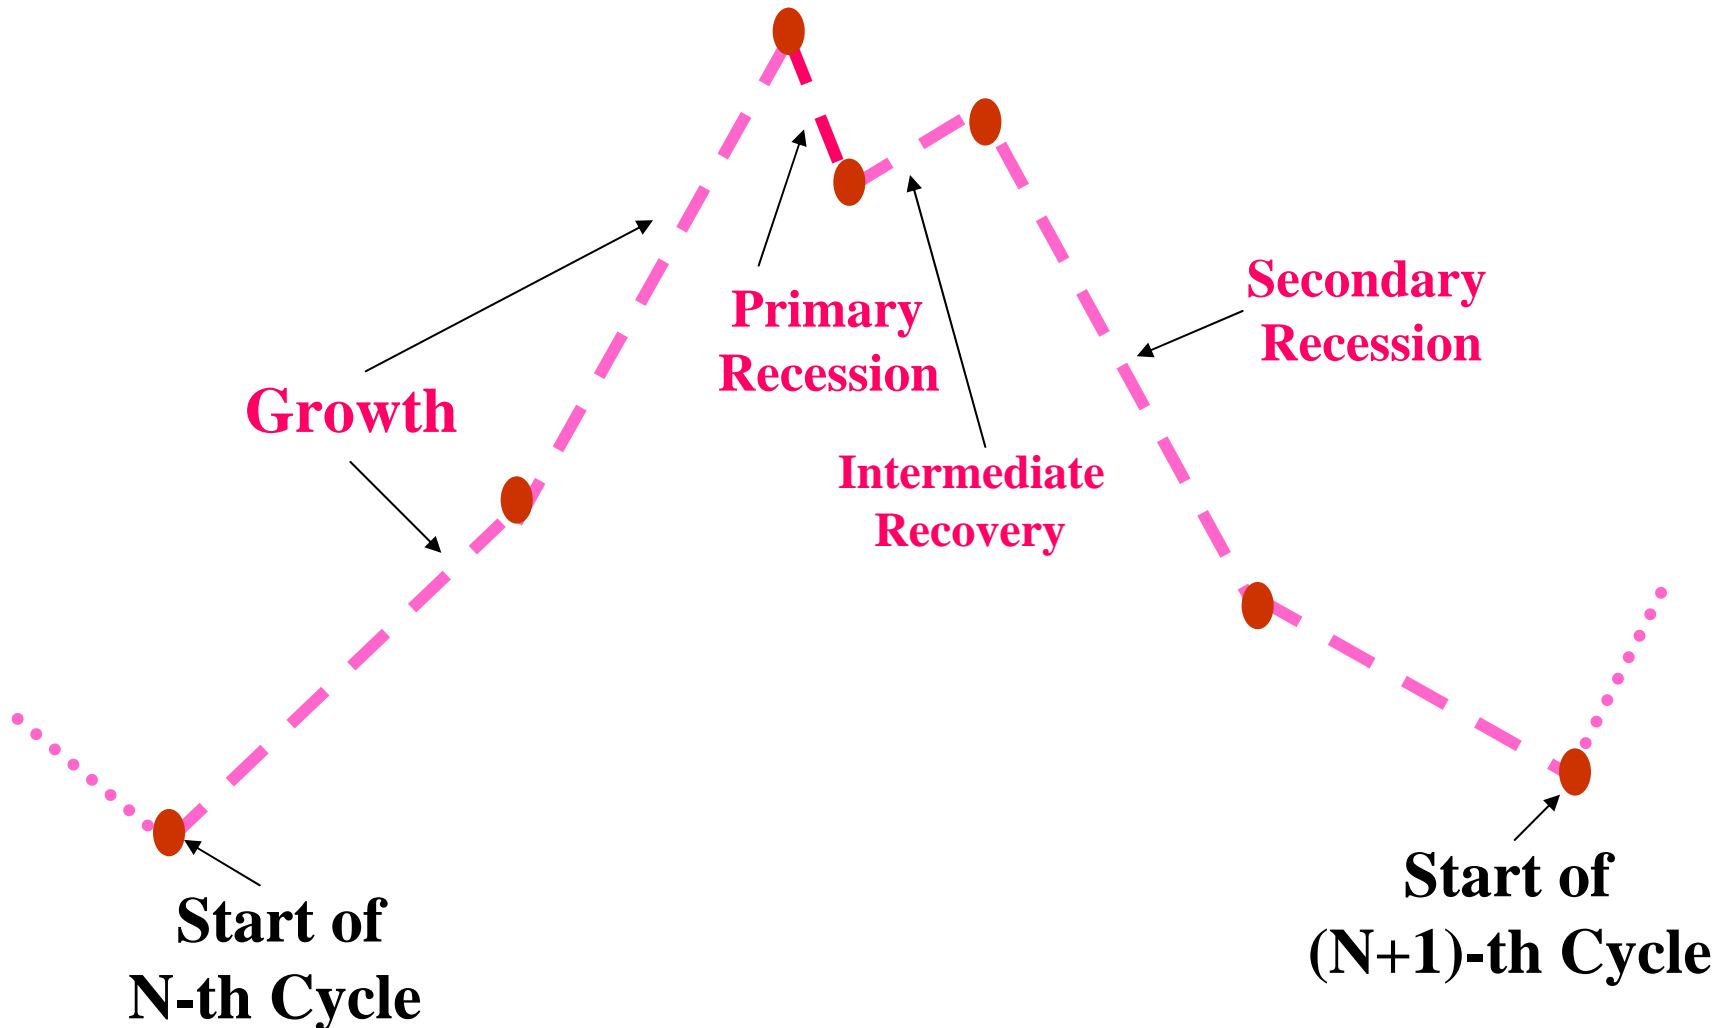 Growth
Primary
Recession
Intermediate
Recovery
Secondary
Recession
Start of
N-th Cycle
Start of
(N+1)-th Cycle